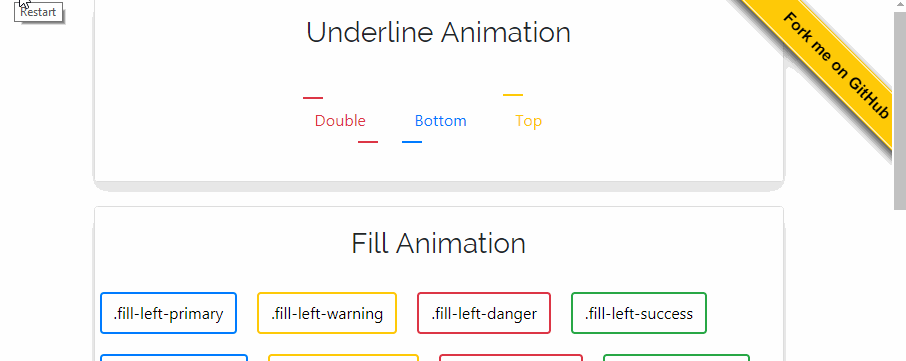 Restart
Underline Animation
Fork me on GitHub
Double Bottom Top
Fill Animation
.fill-left-primary .fill-left-warning .fill-left-danger .fill-left-success